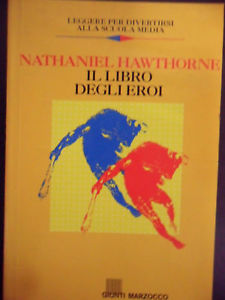 LEGGERE PER DIVERTIRSI
ALLA SCUOLA MEDIA
NATHANIEL HAWTHORNE
IL LIBRO
DEGLI EROI
GIUNTI MARZOCCO